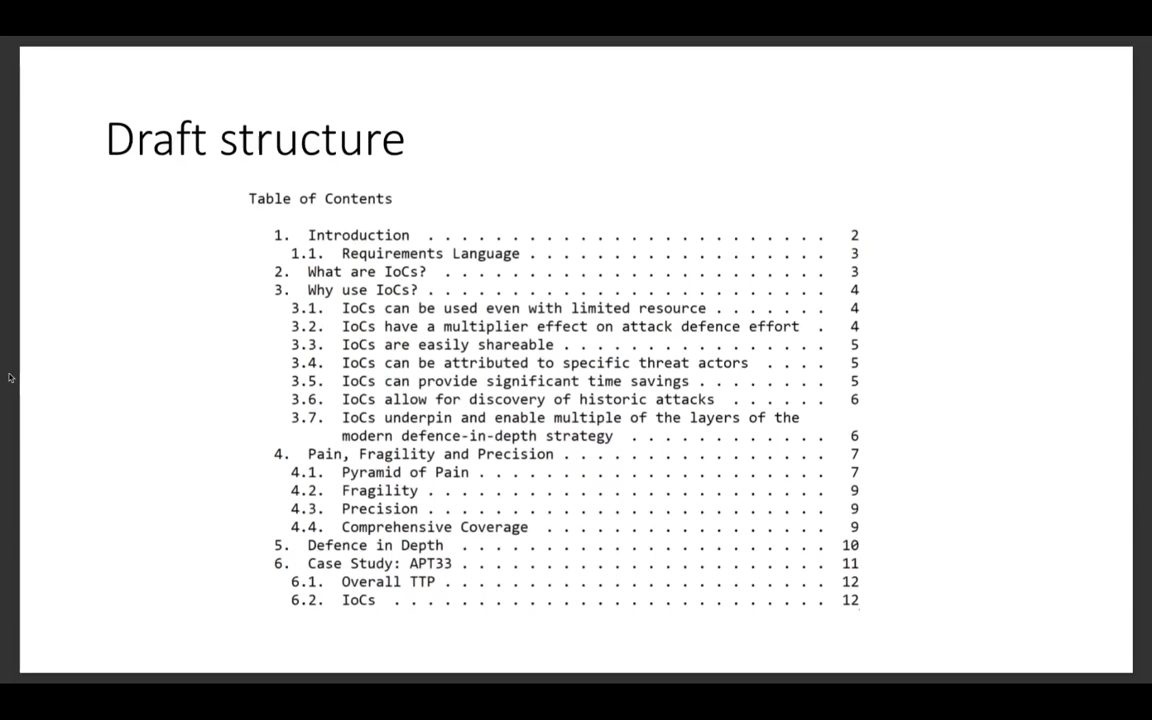 Draft structure
Table of Contents
1. Introduction . . . . . . . . . . . . . . . . . . . . . . . . 2
1.1. Requirements Language . . . . . . . . . . . . . . . . . . 3
2. What are IoCs? . . . . . . . . . . . . . . . . . . . . . . . 3
3. Why use IoCs? . . . . . . . . . . . . . . . . . . . . . . . . 4
3.1. IoCs can be used even with limited resource . . . . . . . 4
3.2. IoCs have a multiplier effect on attack defence effort . 4
3.3. IoCs are easily shareable . . . . . . . . . . . . . . . . 5
3.4. IoCs can be attributed to specific threat actors . . . . 5
3.5. IoCs can provide significant time savings . . . . . . . . 5
3.6. IoCs allow for discovery of historic attacks . . . . . . 6
3.7. IoCs underpin and enable multiple of the layers of the
modern defence-in-depth strategy . . . . . . . . . . . . 6
4. Pain, Fragility and Precision . . . . . . . . . . . . . . . . 7
4.1. Pyramid of Pain . . . . . . . . . . . . . . . . . . . . . 7
4.2. Fragility . . . . . . . . . . . . . . . . . . . . . . . . 9
4.3. Precision . . . . . . . . . . . . . . . . . . . . . . . . 9
4.4. Comprehensive Coverage . . . . . . . . . . . . . . . . . 9
5. Defence in Depth . . . . . . . . . . . . . . . . . . . . . . 10
6. Case Study: APT33 . . . . . . . . . . . . . . . . . . . . . . 11
6.1. Overall TTP . . . . . . . . . . . . . . . . . . . . . . . 12
6.2. IoCs . . . . . . . . . . . . . . . . . . . . . . . . . . 12